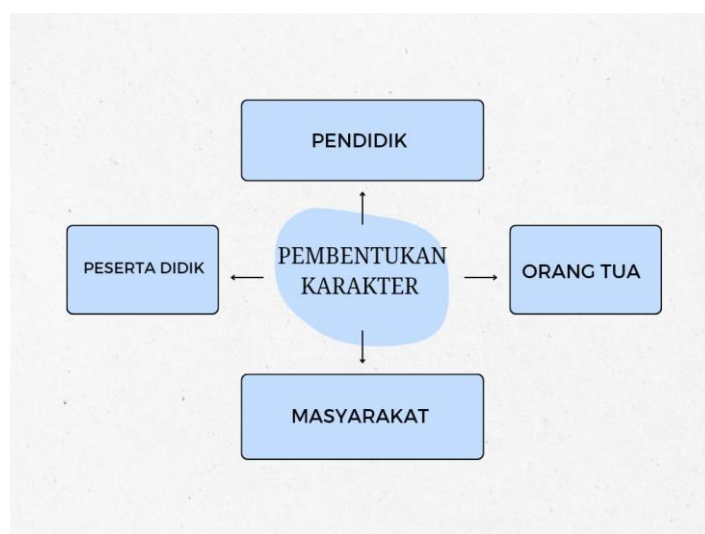 PENDIDIK
PESERTA DIDIK
PEMBENTUKAN
KARAKTER
ORANG TUA
MASYARAKAT